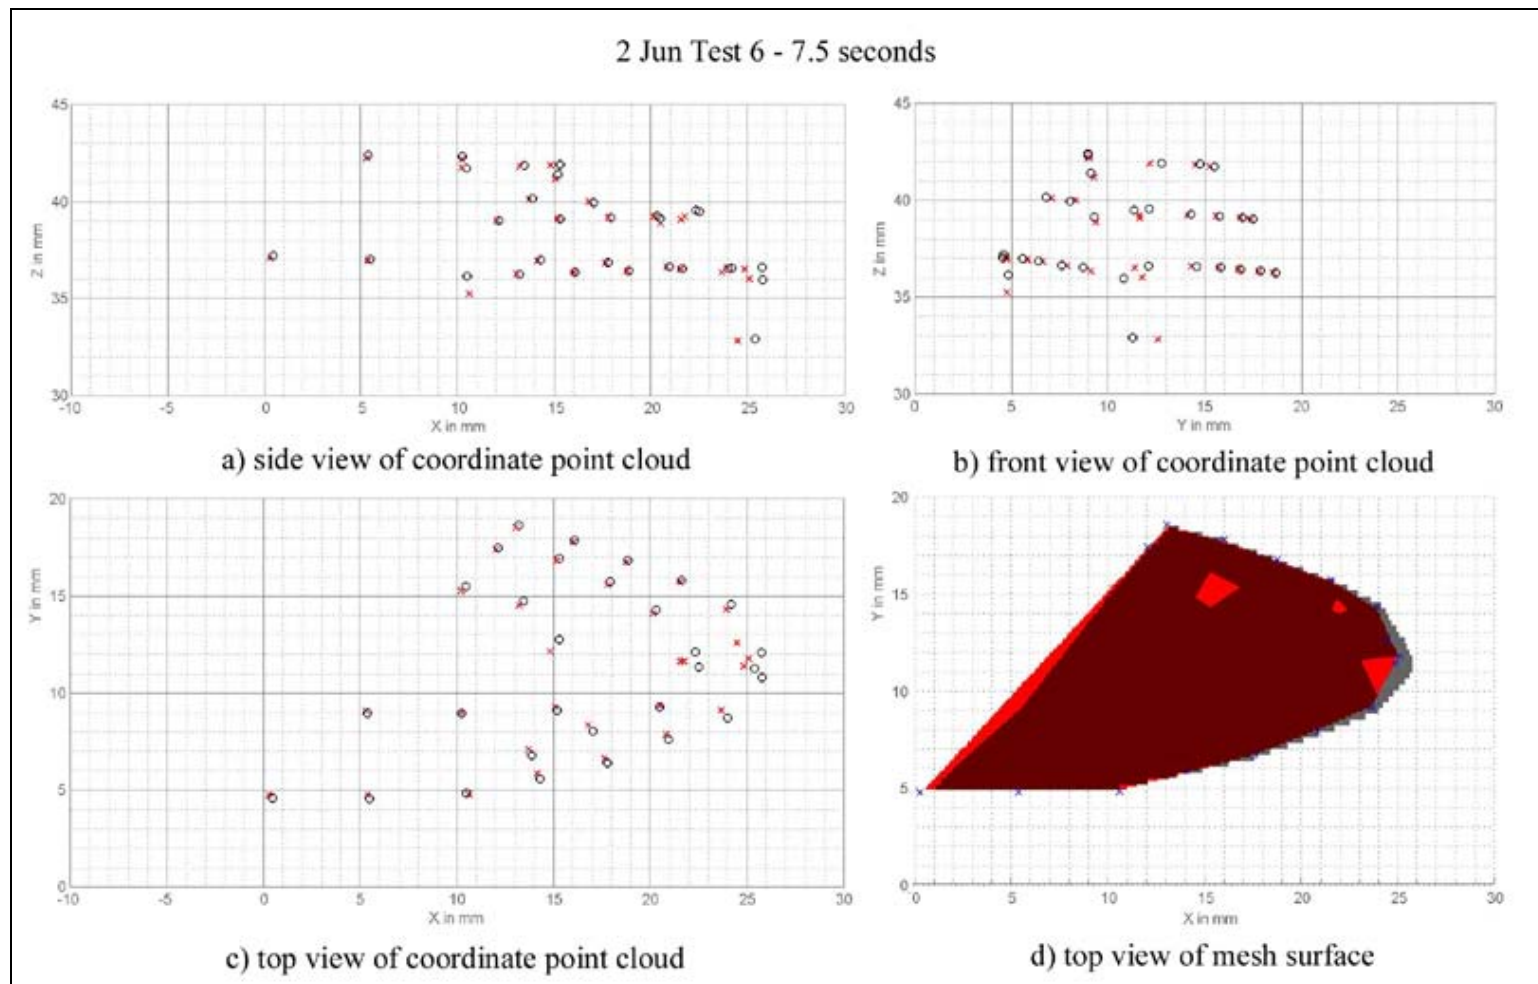 2 Jun Test 6 - 7.5 seconds
45
40
35
30
Z in mm
-10 -5 0 5 10 15 20 25 30
X in mm
a) side view of coordinate point cloud
45
40
35
30
Z in mm
0 5 10 15 20 25 30
Y in mm
b) front view of coordinate point cloud
20
15
10
5
0
Y in mm
-10 -5 0 5 10 15 20 25 30
X in mm
c) top view of coordinate point cloud
20
15
10
5
0
Y in mm
0 5 10 15 20 25 30
X in mm
d) top view of mesh surface